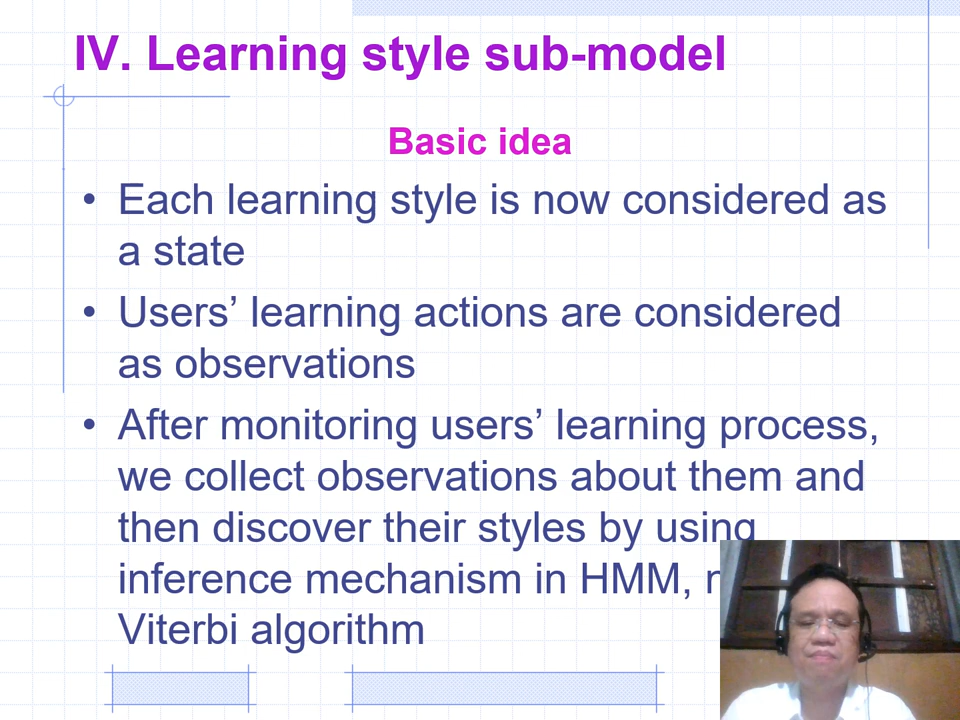 IV. Learning style sub-model
Basic idea
• Each learning style is now considered as
a state
• Users’ learning actions are considered
as observations
• After monitoring users’ learning process,
we collect observations about them and
then discover their styles by using
inference mechanism in HMM,
Viterbi algorithm